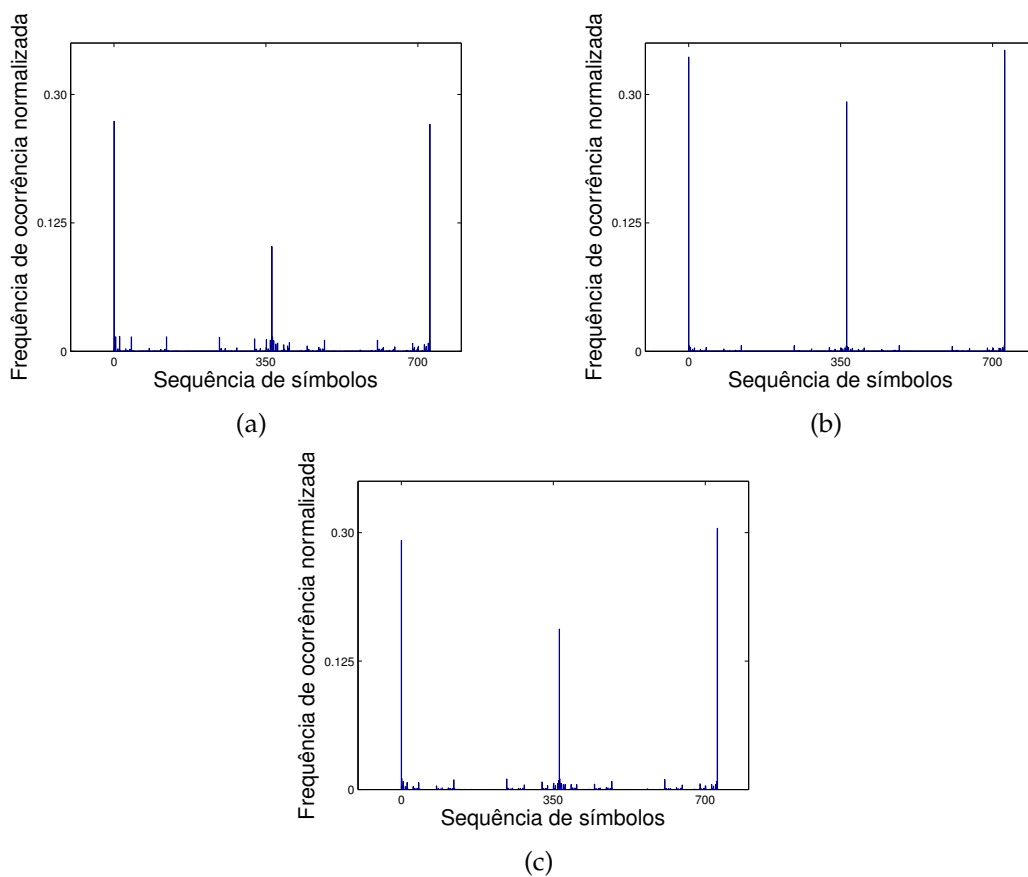 Frequência de ocorrência normalizada
0.30
0.125
0
0 350 700
Sequência de símbolos
(a)
Frequência de ocorrência normalizada
0.30
0.125
0
0 350 700
Sequência de símbolos
(b)
Frequência de ocorrência normalizada
0.30
0.125
0
0 350 700
Sequência de símbolos
(c)